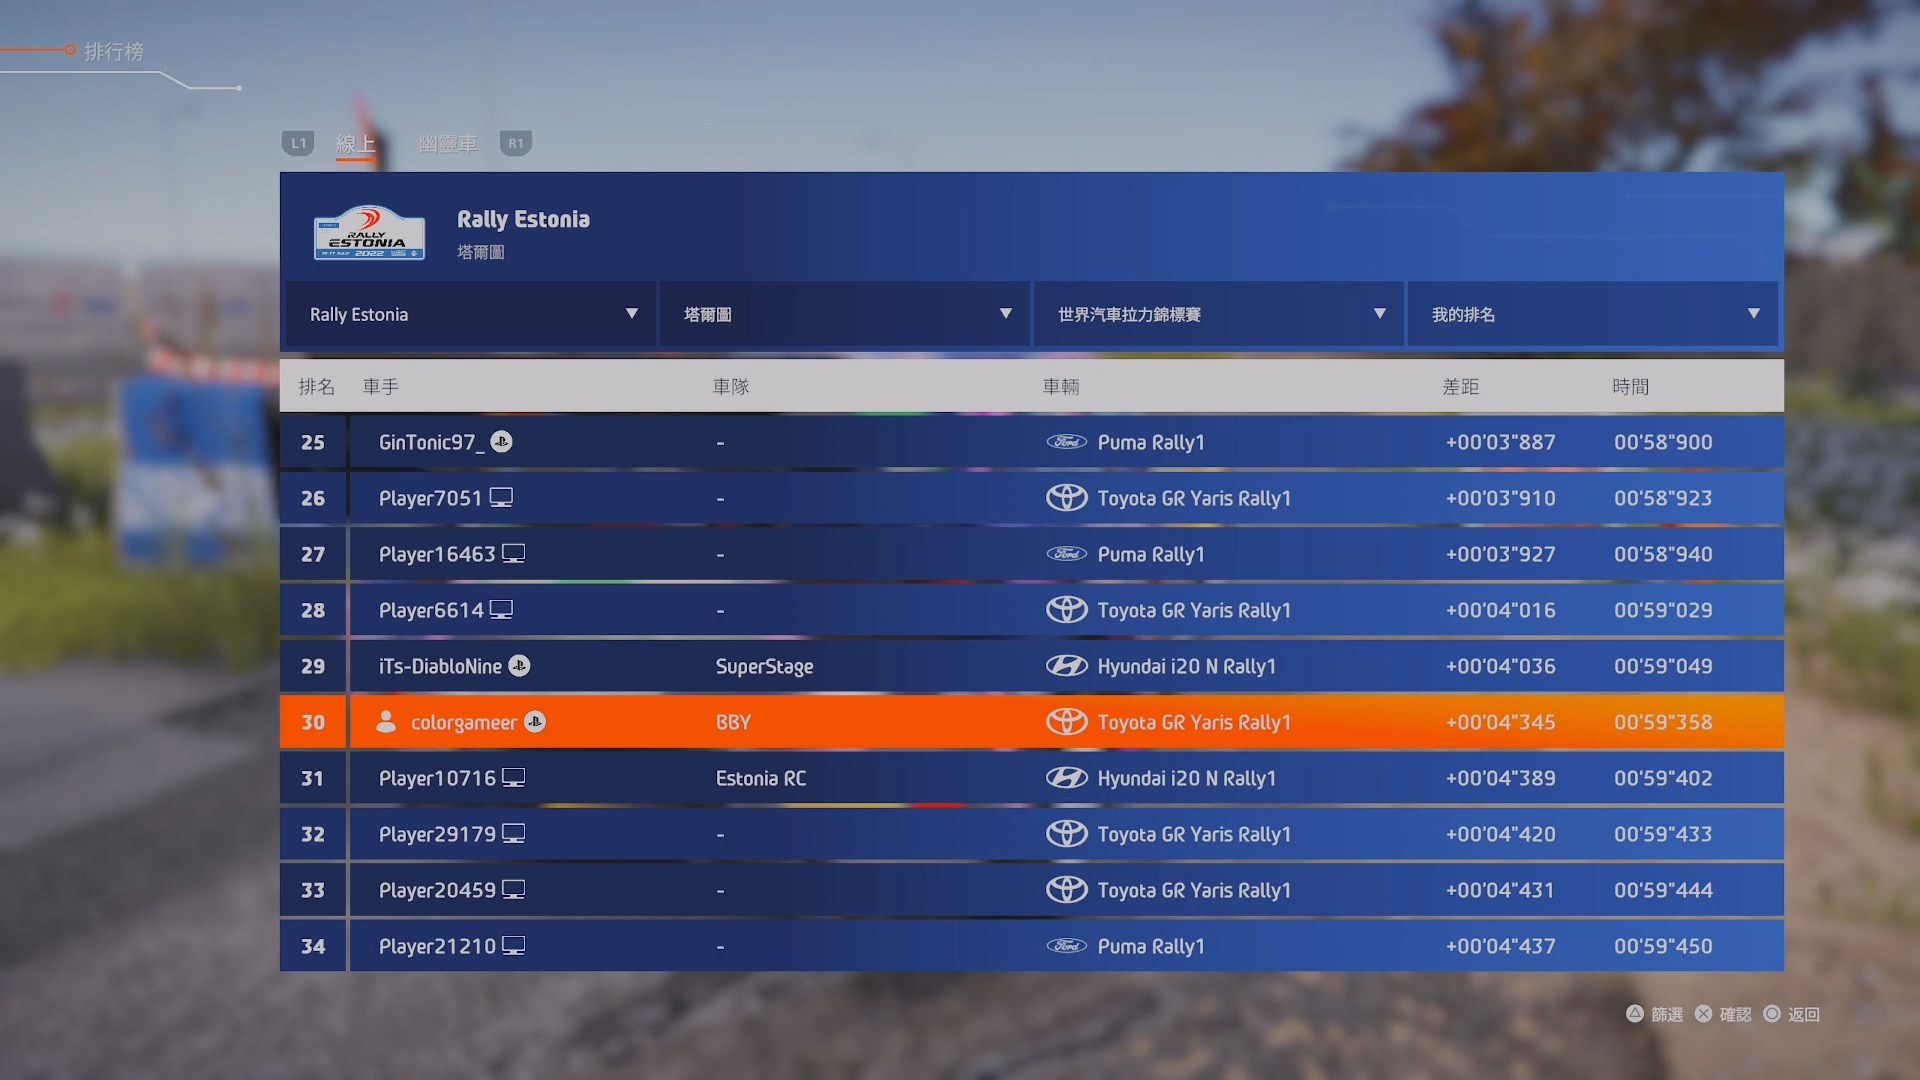 排行榜
L1 線上 幽靈車 R1
RALLY
ESTONIA
2022
Rally Estonia
塔爾圖
Rally Estonia 塔爾圖 世界汽車拉力錦標賽 我的排名
排名 車手 車隊 車輛 差距 時間
25 GinTonic97_ - Ford Puma Rally1 +00'03"887 00'58"900
26 Player7051 - Toyota GR Yaris Rally1 +00'03"910 00'58"923
27 Player16463 - Ford Puma Rally1 +00'03"927 00'58"940
28 Player6614 - Toyota GR Yaris Rally1 +00'04"016 00'59"029
29 iTs-DiabloNine SuperStage Hyundai i20 N Rally1 +00'04"036 00'59"049
30 colorgameer BBY Toyota GR Yaris Rally1 +00'04"345 00'59"358
31 Player10716 Estonia RC Hyundai i20 N Rally1 +00'04"389 00'59"402
32 Player29179 - Toyota GR Yaris Rally1 +00'04"420 00'59"433
33 Player20459 - Toyota GR Yaris Rally1 +00'04"431 00'59"444
34 Player21210 - Ford Puma Rally1 +00'04"437 00'59"450
篩選 確認 返回